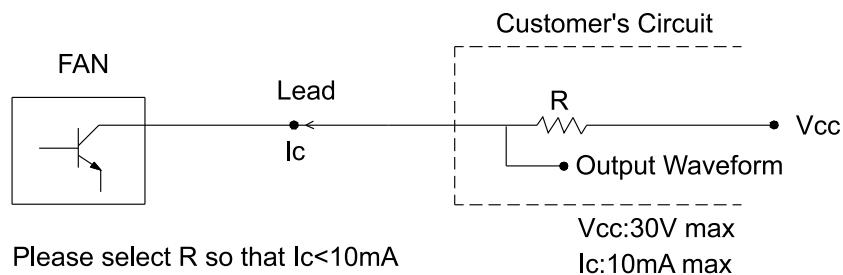 Customer's Circuit
FAN
Lead
R
Vcc
Ic
Output Waveform
Vcc:30V max
Please select R so that Ic<10mA
Ic:10mA max